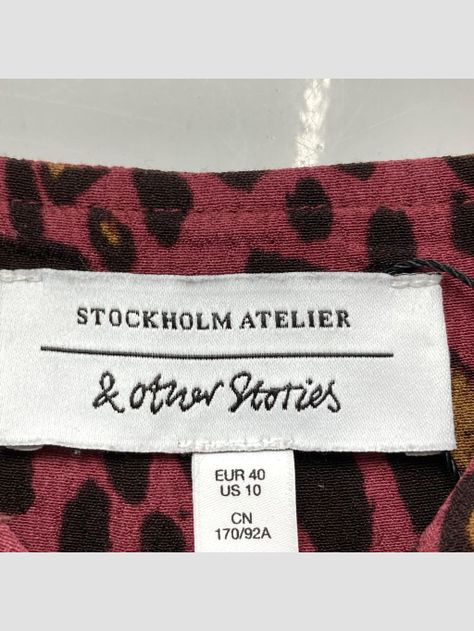 STOCKHOLM ATELIER
& Other Stories
EUR 40
US 10
CN
170/92A